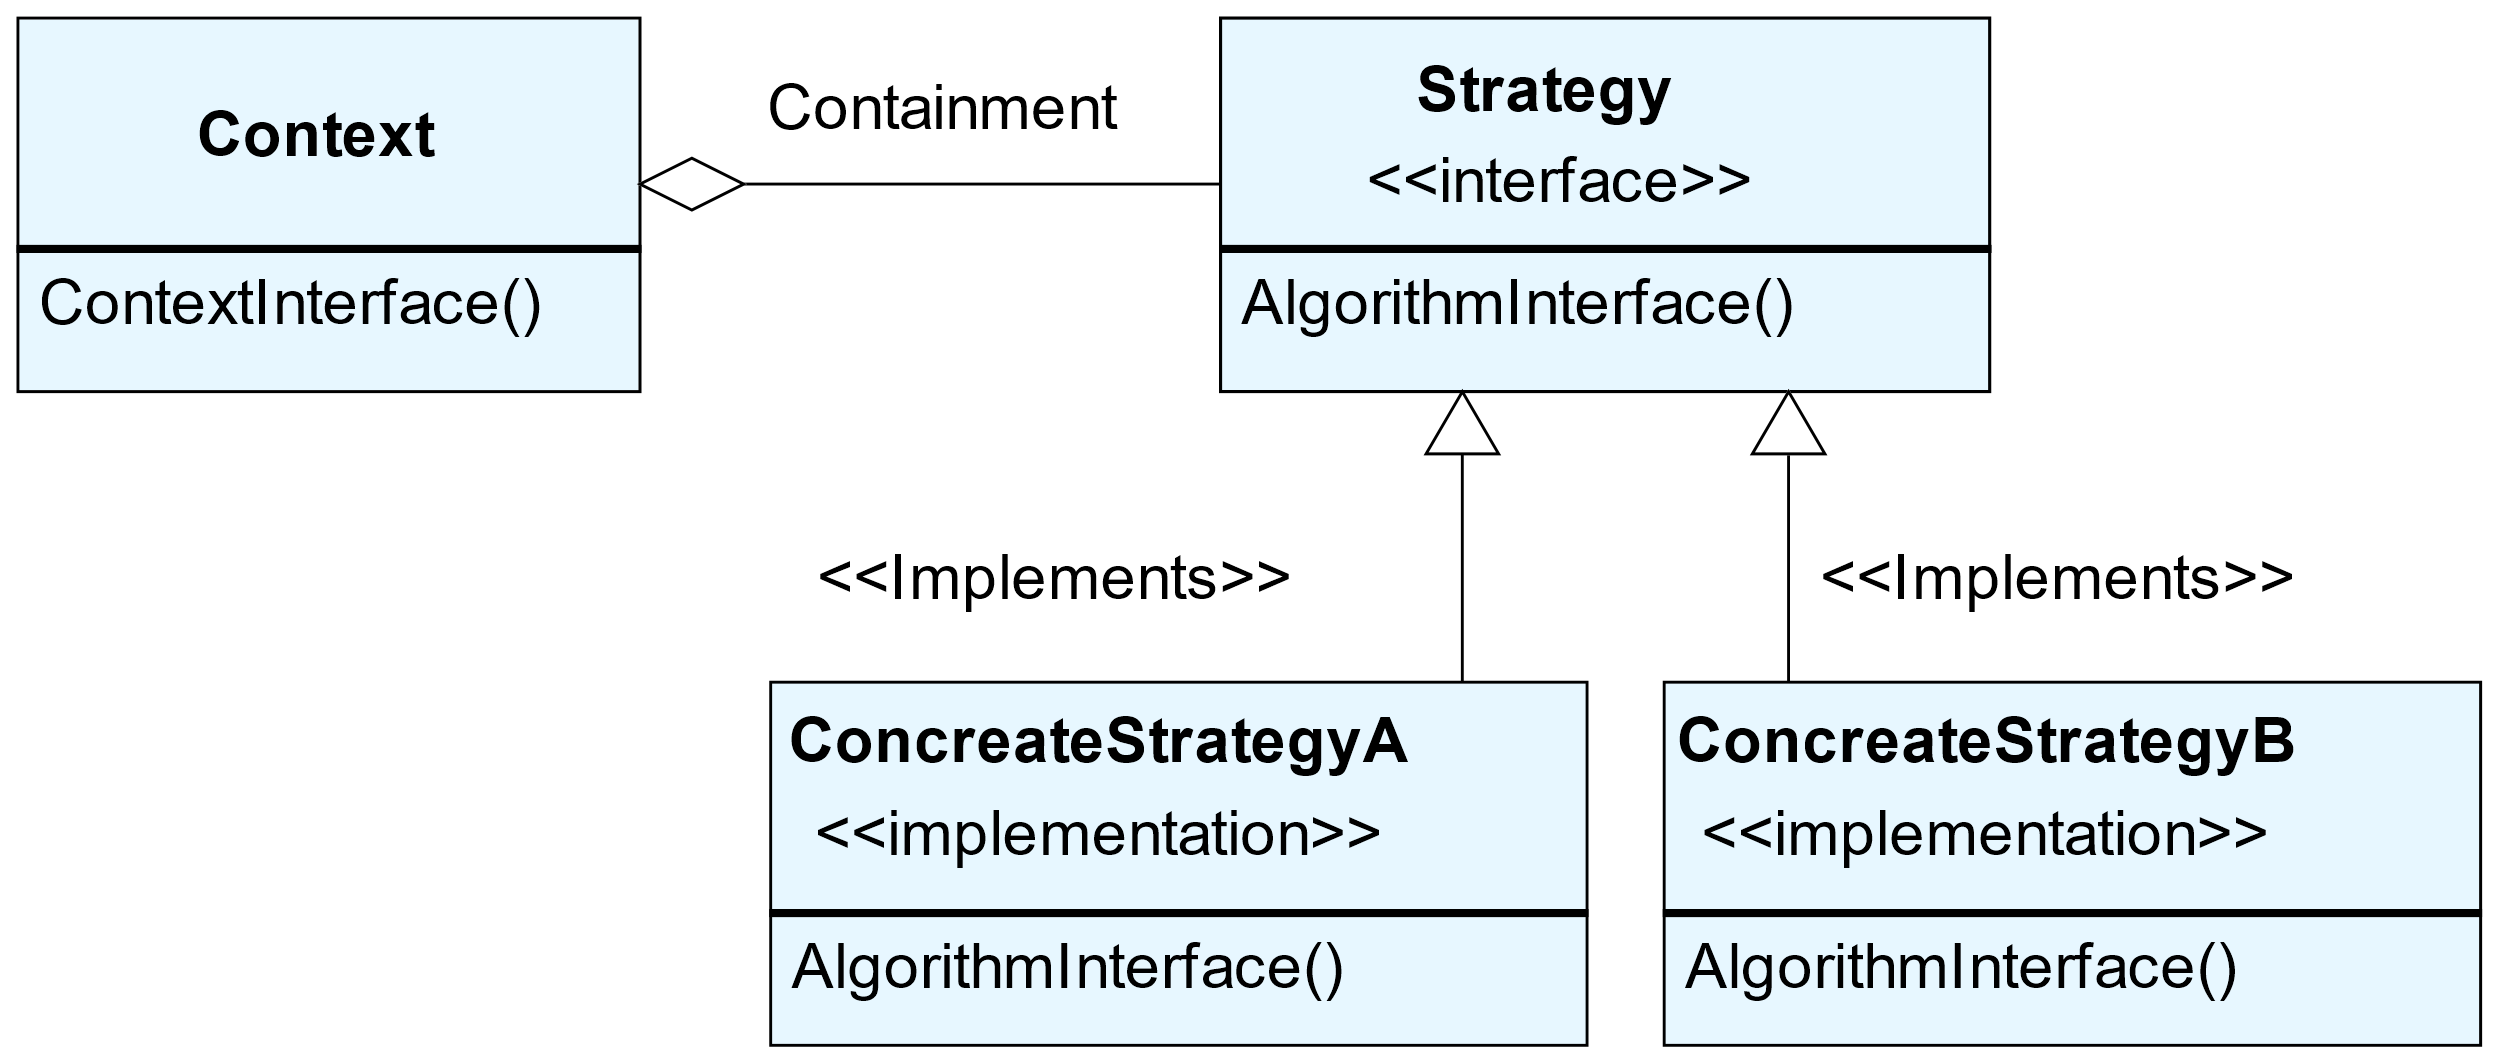 Context
ContextInterface()
Containment
Strategy
<<interface>>
AlgorithmInterface()
<<Implements>>
<<Implements>>
ConcreateStrategyA
<<implementation>>
AlgorithmInterface()
ConcreateStrategyB
<<implementation>>
AlgorithmInterface()